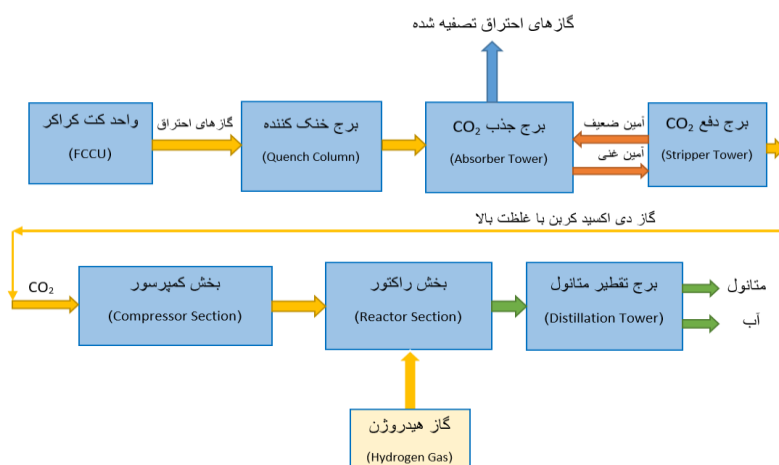 گازهای احتراق تصفیه شده
واحد کت کراکر
(FCCU)
گازهای احتراق
برج خنک کننده
(Quench Column)
برج جذب CO₂
(Absorber Tower)
آمین ضعیف
آمین غنی
برج دفع CO₂
(Stripper Tower)
گاز دی اکسید کربن با غلظت بالا
CO₂
بخش کمپرسور
(Compressor Section)
بخش راکتور
(Reactor Section)
برج تقطیر متانول
(Distillation Tower)
متانول
آب
گاز هیدروژن
(Hydrogen Gas)